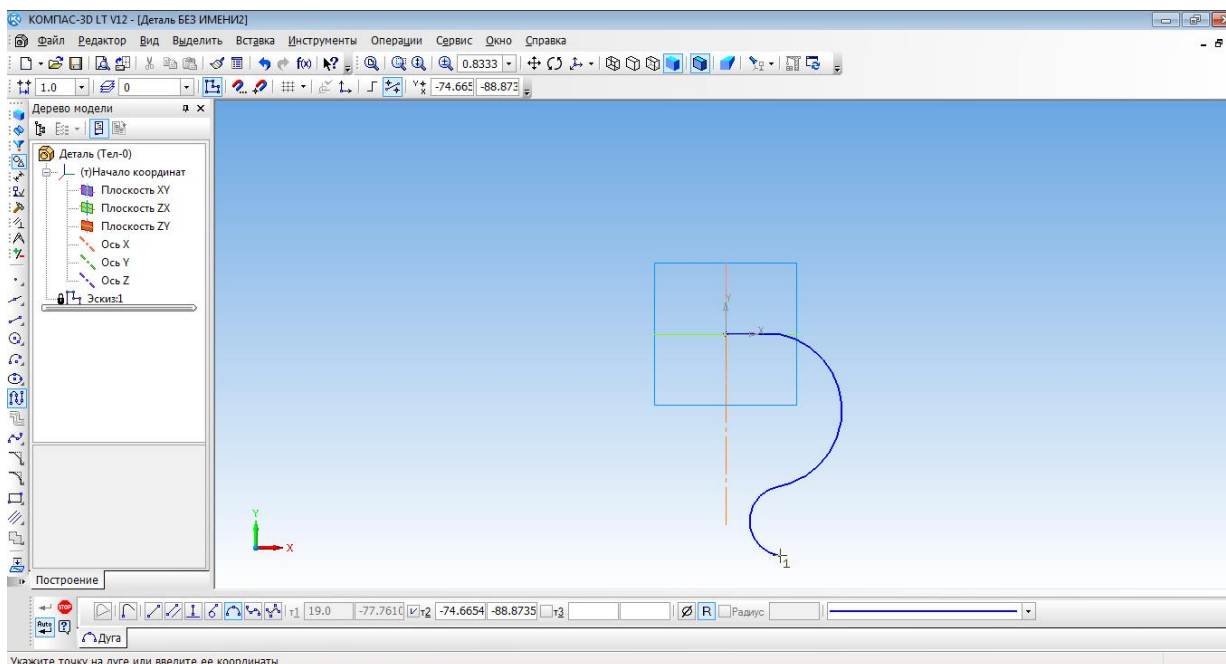 КОМПАС-3D LT V12 - [Деталь БЕЗ ИМЕНИ2]
Файл Редактор Вид Выделить Вставка Инструменты Операции Сервис Окно Справка
0.8333
1.0 0 -74.665 -88.873
Дерево модели
Деталь (Тел-0)
(т)Начало координат
Плоскость XY
Плоскость ZX
Плоскость ZY
Ось X
Ось Y
Ось Z
Эскиз:1
Y
X
Y
X
1
Построение
т1 19.0 -77.7610 т2 -74.6654 -88.8735 т3 R Радиус
Дуга
Укажите точку на дуге или введите ее координаты